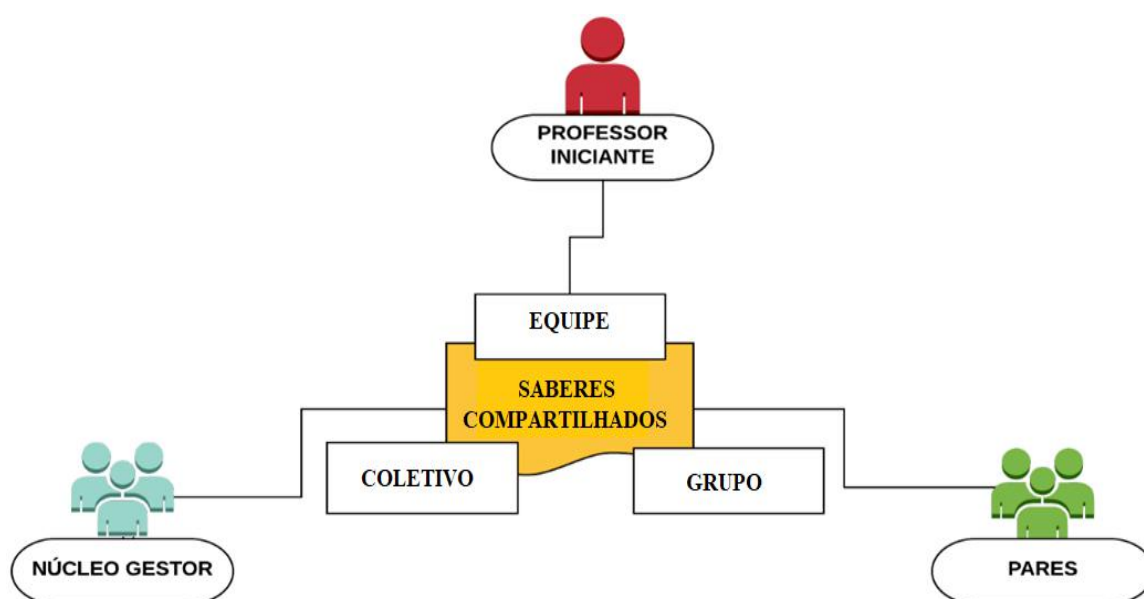 PROFESSOR
INICIANTE
EQUIPE
SABERES
COMPARTILHADOS
COLETIVO
GRUPO
NÚCLEO GESTOR
PARES